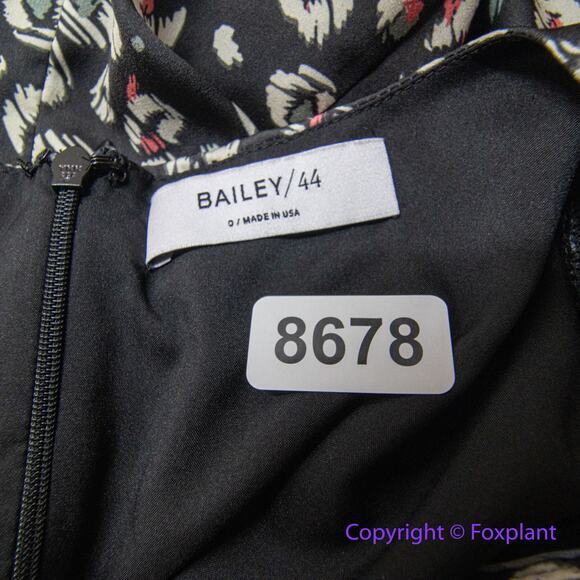 BAILEY/44
0 / MADE IN USA
8678
Copyright © Foxplant